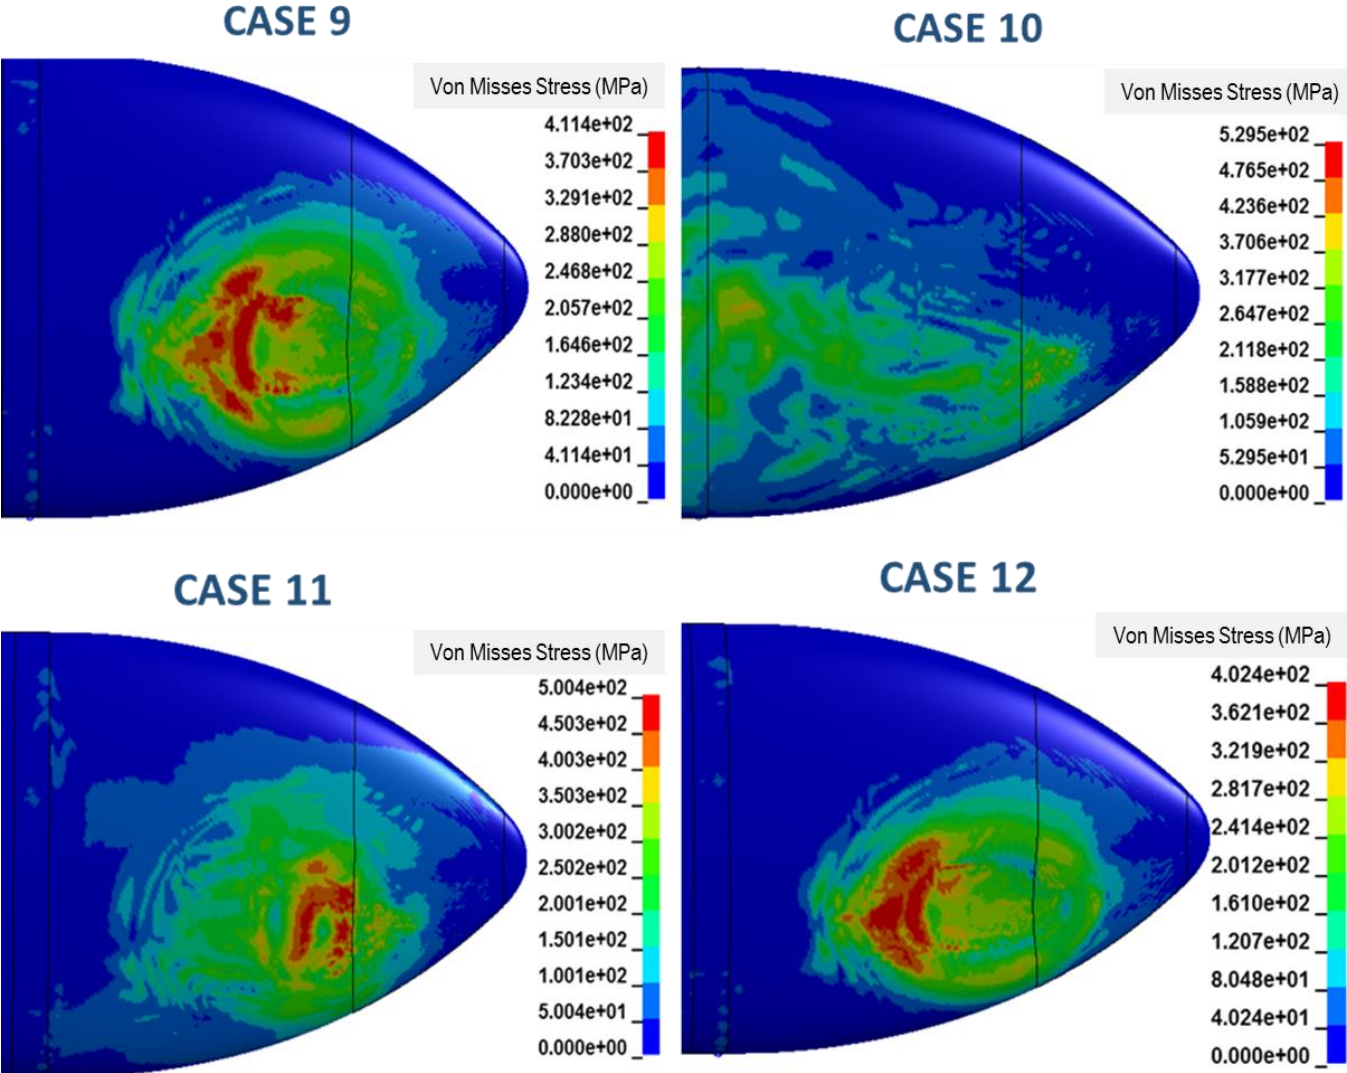 CASE 9
Von Misses Stress (MPa)
4.114e+02
3.703e+02
3.291e+02
2.880e+02
2.468e+02
2.057e+02
1.646e+02
1.234e+02
8.228e+01
4.114e+01
0.000e+00
CASE 10
Von Misses Stress (MPa)
5.295e+02
4.765e+02
4.236e+02
3.706e+02
3.177e+02
2.647e+02
2.118e+02
1.588e+02
1.059e+02
5.295e+01
0.000e+00
CASE 11
Von Misses Stress (MPa)
5.004e+02
4.503e+02
4.003e+02
3.503e+02
3.002e+02
2.502e+02
2.001e+02
1.501e+02
1.001e+02
5.004e+01
0.000e+00
CASE 12
Von Misses Stress (MPa)
4.024e+02
3.621e+02
3.219e+02
2.817e+02
2.414e+02
2.012e+02
1.610e+02
1.207e+02
8.048e+01
4.024e+01
0.000e+00